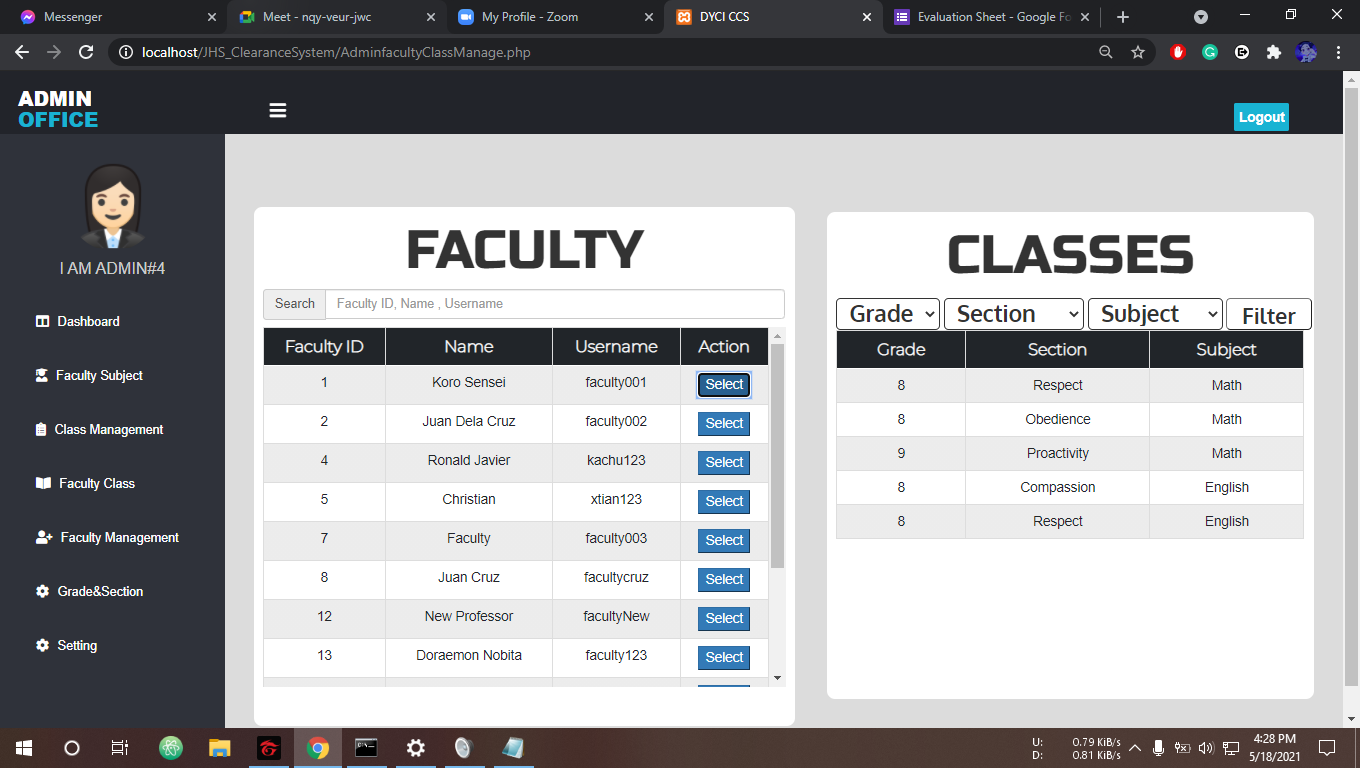 Messenger
Meet - nqy-veur-jwc
My Profile - Zoom
DYCI CCS
Evaluation Sheet - Google Fo
localhost/JHS_ClearanceSystem/AdminfacultyClassManage.php
ADMIN
OFFICE
Logout
I AM ADMIN#4
Dashboard
Faculty Subject
Class Management
Faculty Class
Faculty Management
Grade&Section
Setting
FACULTY
Search Faculty ID, Name , Username
Faculty ID Name Username Action
1 Koro Sensei faculty001 Select
2 Juan Dela Cruz faculty002 Select
4 Ronald Javier kachu123 Select
5 Christian xtian123 Select
7 Faculty faculty003 Select
8 Juan Cruz facultycruz Select
12 New Professor facultyNew Select
13 Doraemon Nobita faculty123 Select
CLASSES
Grade Section Subject Filter
Grade Section Subject
8 Respect Math
8 Obedience Math
9 Proactivity Math
8 Compassion English
8 Respect English
U: 0.79 KiB/s
D: 0.81 KiB/s
4:28 PM
5/18/2021